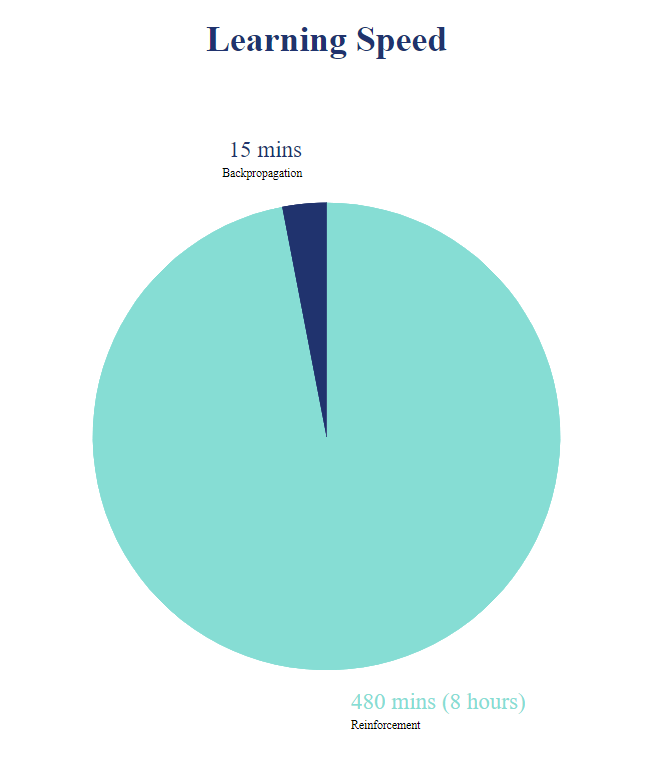 Learning Speed
15 mins
Backpropagation
480 mins (8 hours)
Reinforcement